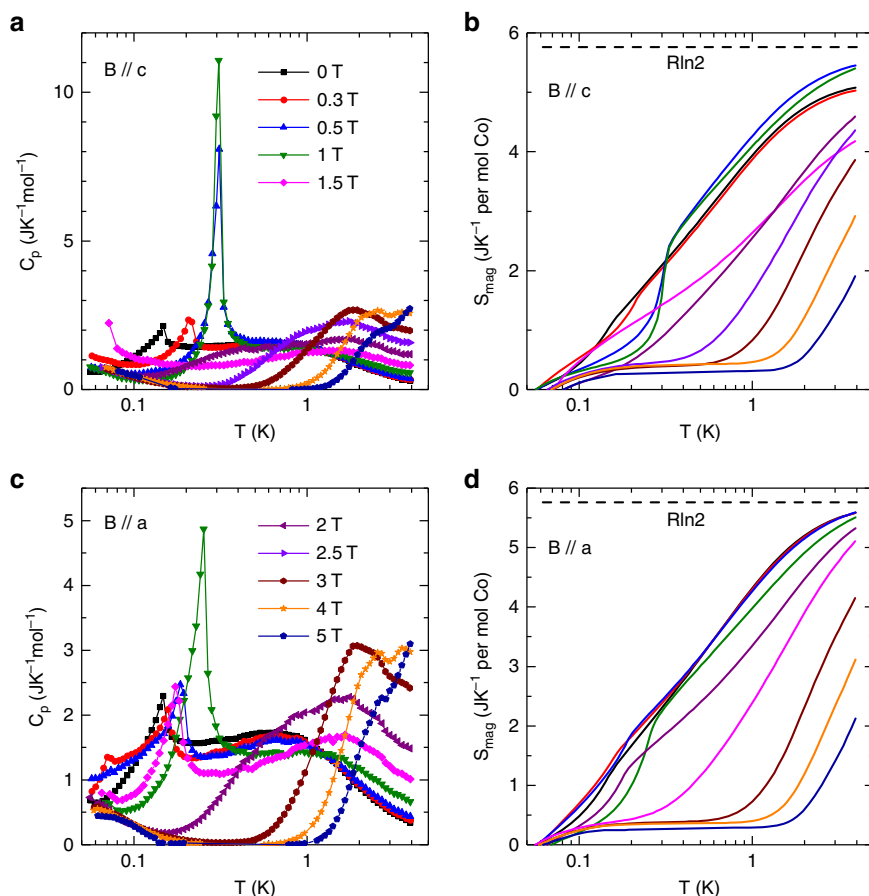 a
B // c
0 T
0.3 T
0.5 T
1 T
1.5 T
10
5
0
0.1
1
C_p (JK⁻¹mol⁻¹)
T (K)
b
B // c
Rln2
6
4
2
0
0.1
1
S_mag (JK⁻¹ per mol Co)
T (K)
c
B // a
2 T
2.5 T
3 T
4 T
5 T
5
4
3
2
1
0
0.1
1
C_p (JK⁻¹mol⁻¹)
T (K)
d
B // a
Rln2
6
5
4
3
2
1
0
0.1
1
S_mag (JK⁻¹ per mol Co)
T (K)